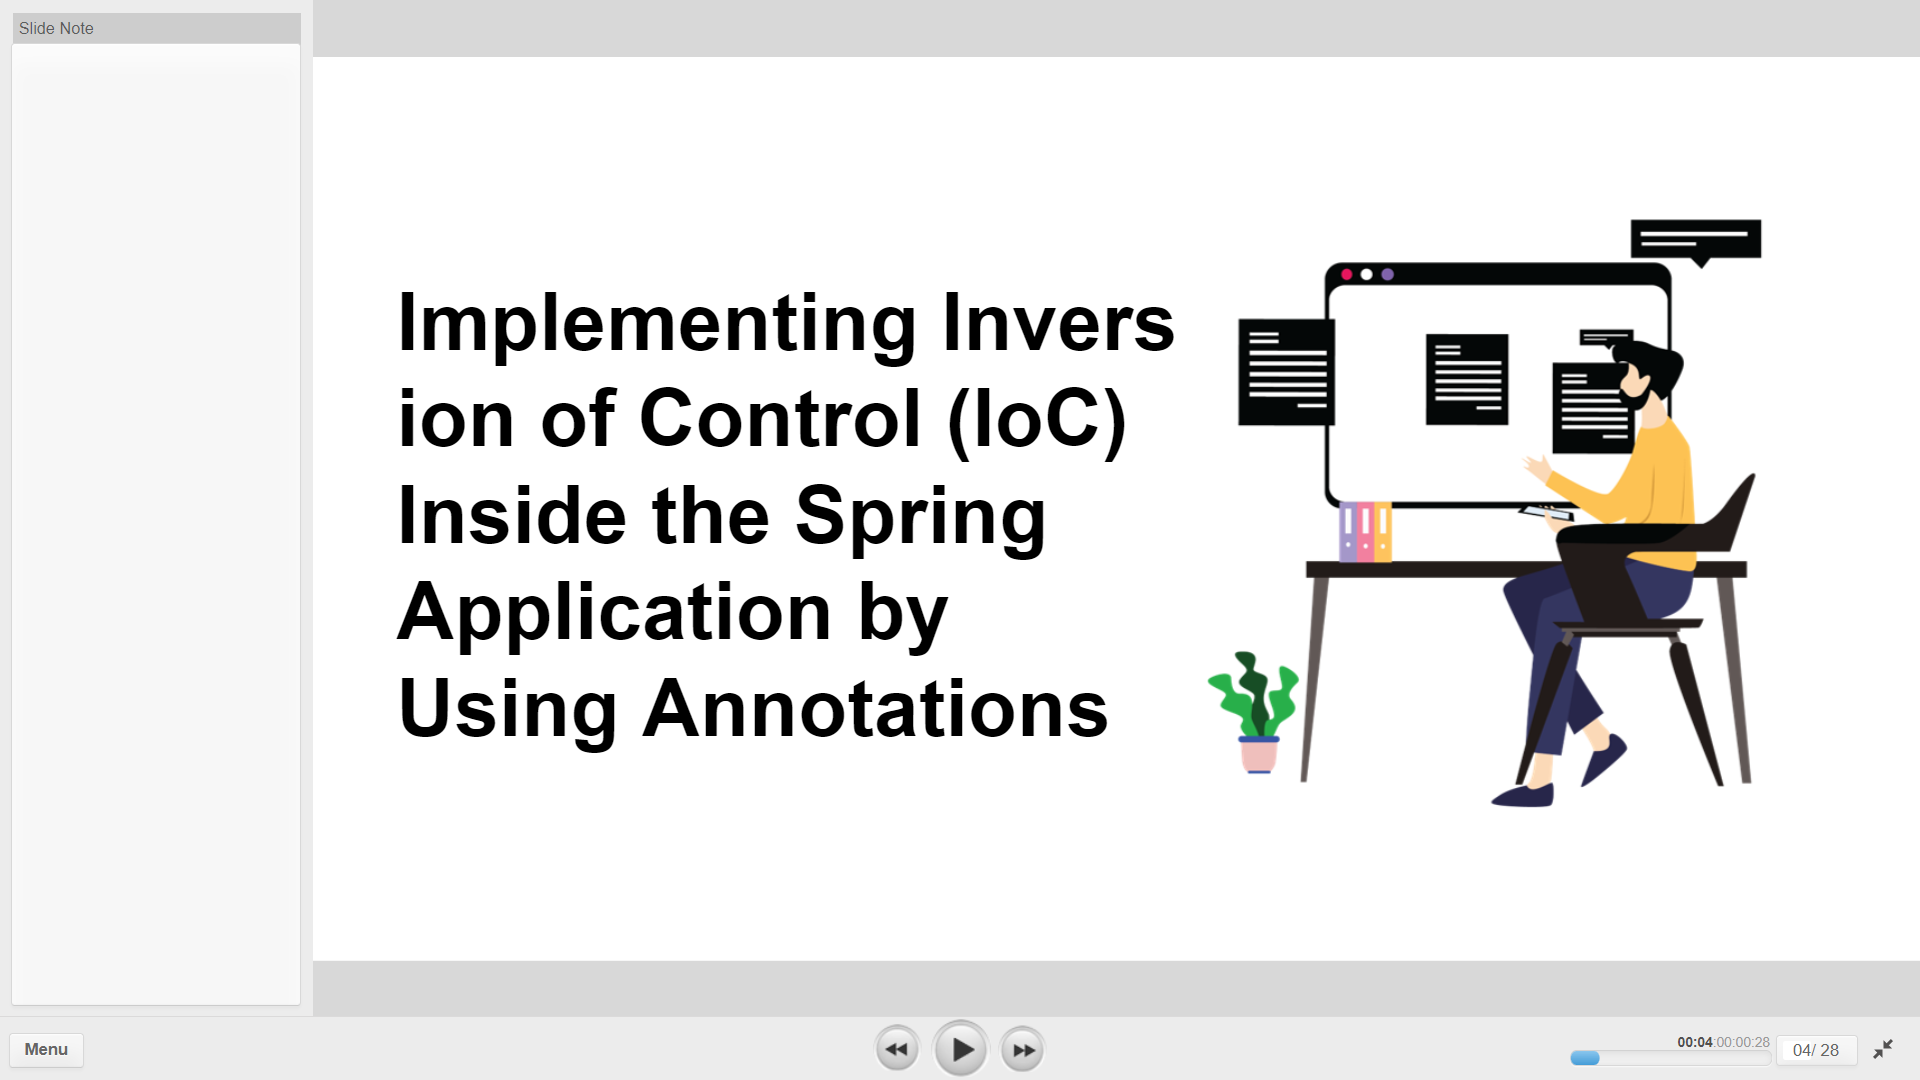 Slide Note
Implementing Invers
ion of Control (IoC)
Inside the Spring
Application by
Using Annotations
Menu
00:04:00:00:28
04/ 28